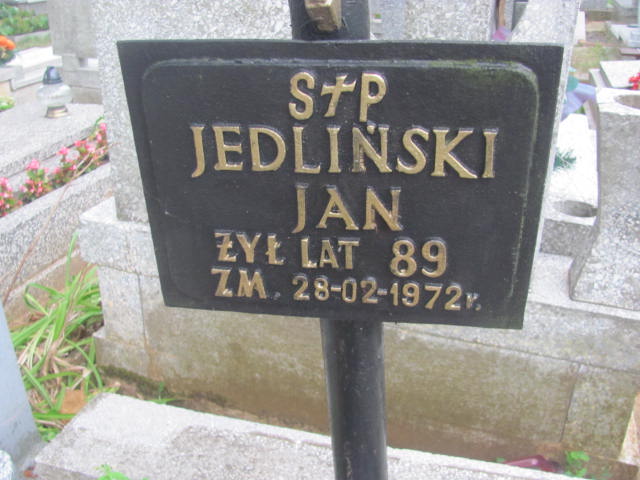 S✝P
JEDLIŃSKI
JAN
ŻYŁ LAT 89
ZM. 28-02-1972r.